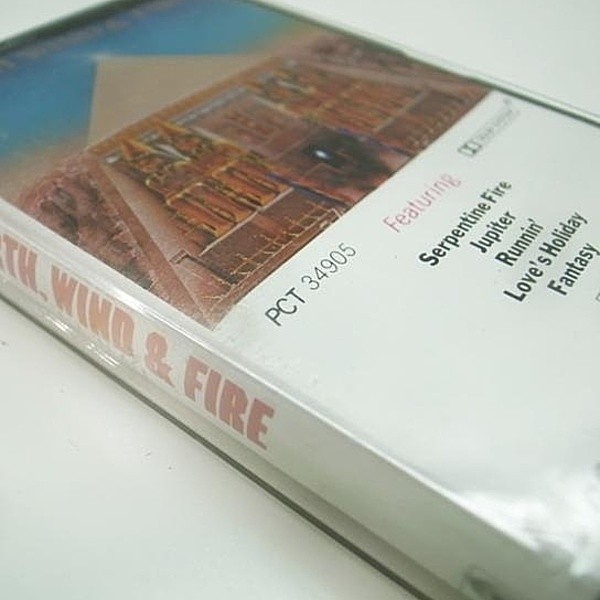 PCT 34905
Featuring
Serpentine Fire
Jupiter
Runnin'
Love's Holiday
Fantasy
RTH, WIND & FIRE